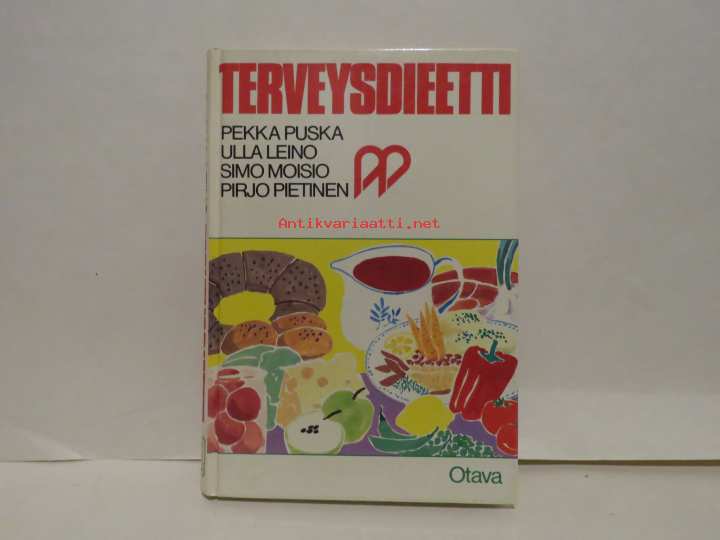 TERVEYSDIEETTI
PEKKA PUSKA
ULLA LEINO
SIMO MOISIO
PIRJO PIETINEN
Antikvariaatti.net
Otava